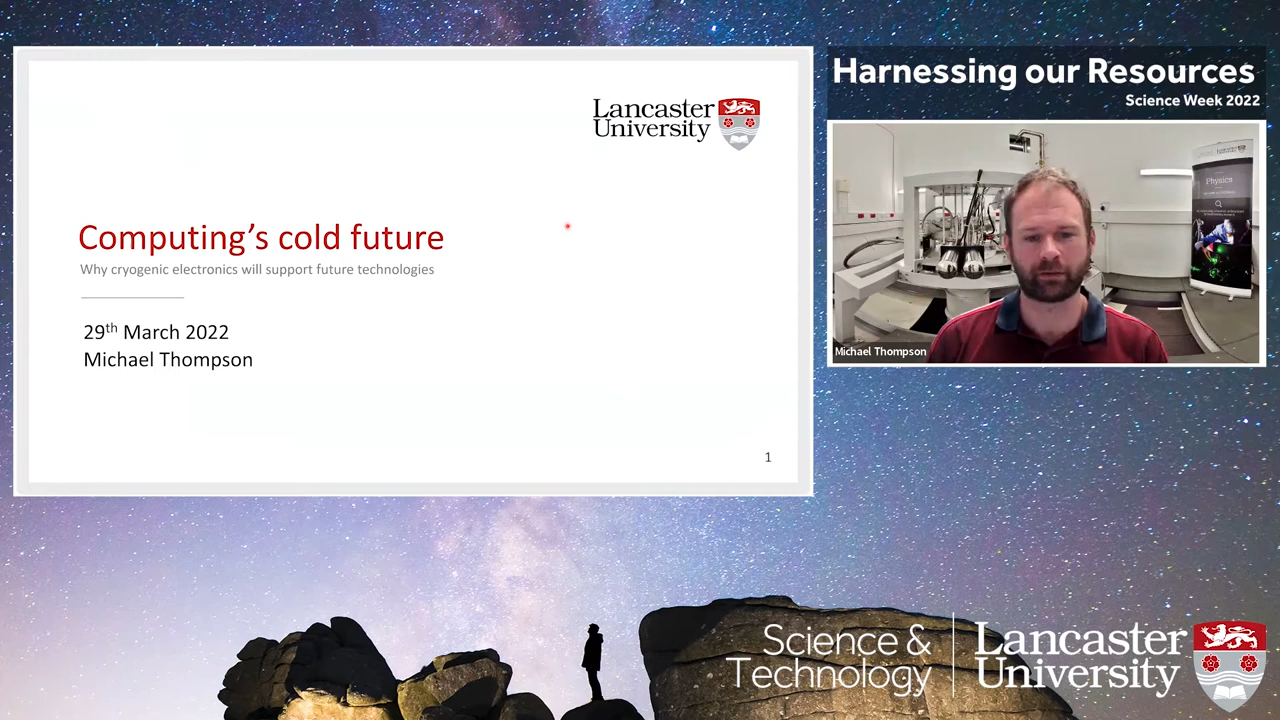 Lancaster
University
Computing’s cold future
Why cryogenic electronics will support future technologies
29th March 2022
Michael Thompson
1
Harnessing our Resources
Science Week 2022
Physics
Michael Thompson
Science &
Technology
Lancaster
University